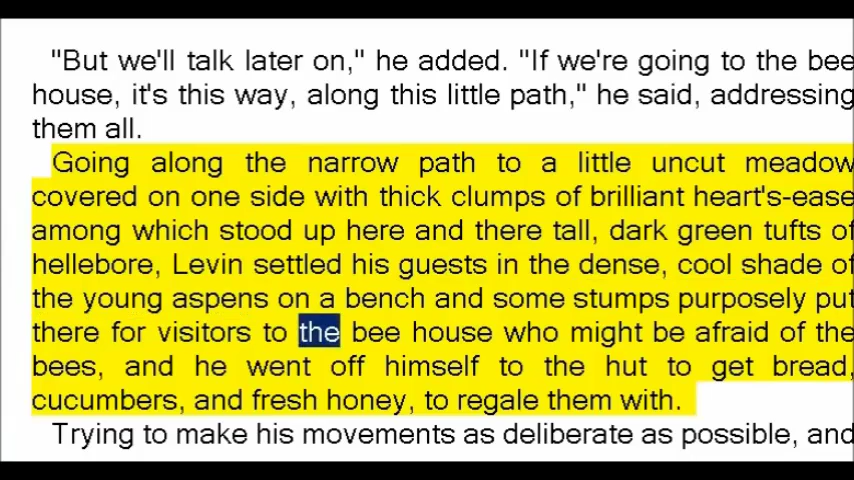 "But we'll talk later on," he added. "If we're going to the bee
house, it's this way, along this little path," he said, addressing
them all.
Going along the narrow path to a little uncut meadow
covered on one side with thick clumps of brilliant heart's-ease
among which stood up here and there tall, dark green tufts of
hellebore, Levin settled his guests in the dense, cool shade of
the young aspens on a bench and some stumps purposely put
there for visitors to the bee house who might be afraid of the
bees, and he went off himself to the hut to get bread,
cucumbers, and fresh honey, to regale them with.
Trying to make his movements as deliberate as possible, and